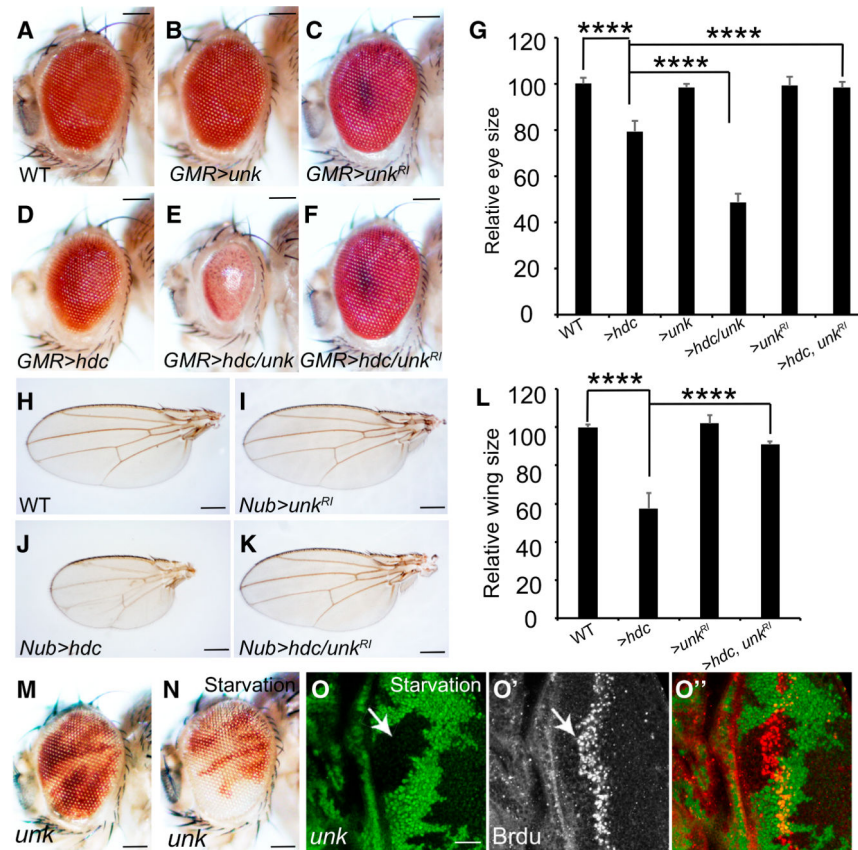 A
B
C
WT
GMR>unk
GMR>unk^RI
D
E
F
GMR>hdc
GMR>hdc/unk
GMR>hdc/unk^RI
G
****
****
****
Relative eye size
120
100
80
60
40
20
0
WT
>hdc
>unk
>hdc/unk
>unk^RI
>hdc, unk^RI
H
I
WT
Nub>unk^RI
J
K
Nub>hdc
Nub>hdc/unk^RI
L
****
****
Relative wing size
120
100
80
60
40
20
0
WT
>hdc
>unk^RI
>hdc, unk^RI
M
N
Starvation
O
Starvation
O'
O''
unk
unk
unk
Brdu